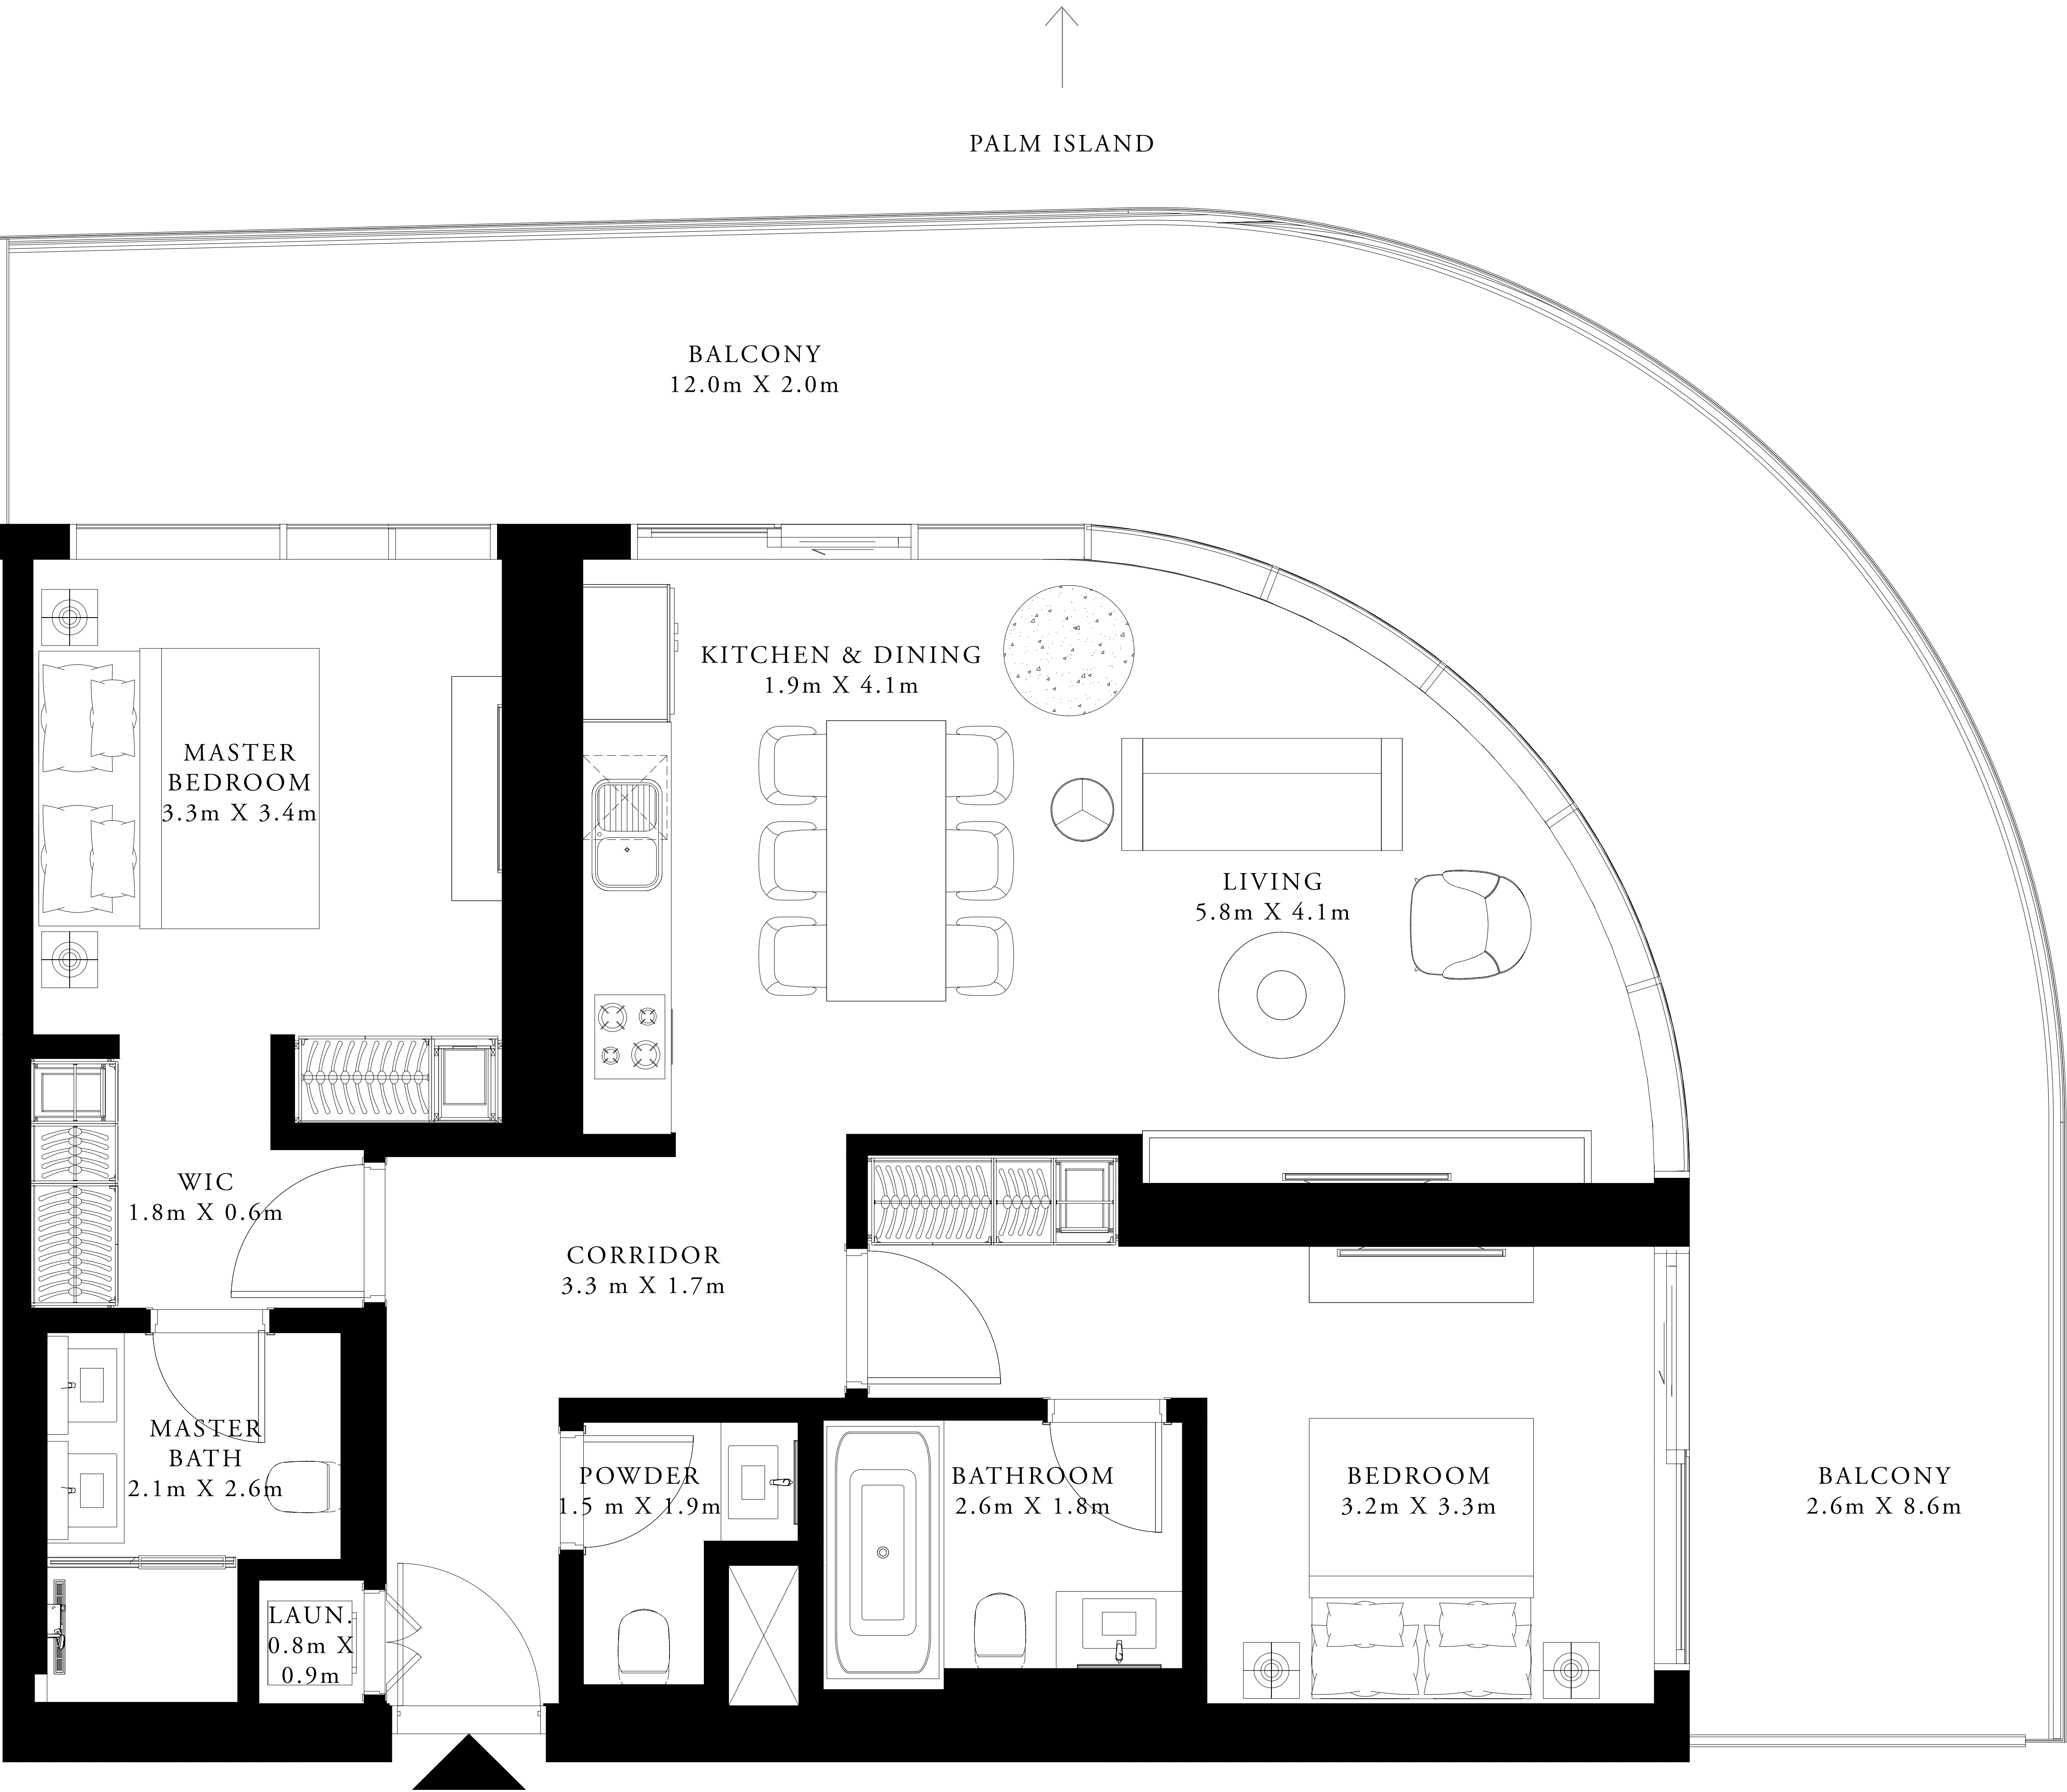 PALM ISLAND
BALCONY
12.0m X 2.0m
KITCHEN & DINING
1.9m X 4.1m
MASTER
BEDROOM
3.3m X 3.4m
LIVING
5.8m X 4.1m
WIC
1.8m X 0.6m
CORRIDOR
3.3 m X 1.7m
MASTER
BATH
2.1m X 2.6m
POWDER
1.5 m X 1.9m
BATHROOM
2.6m X 1.8m
BEDROOM
3.2m X 3.3m
BALCONY
2.6m X 8.6m
LAUN.
0.8m X
0.9m